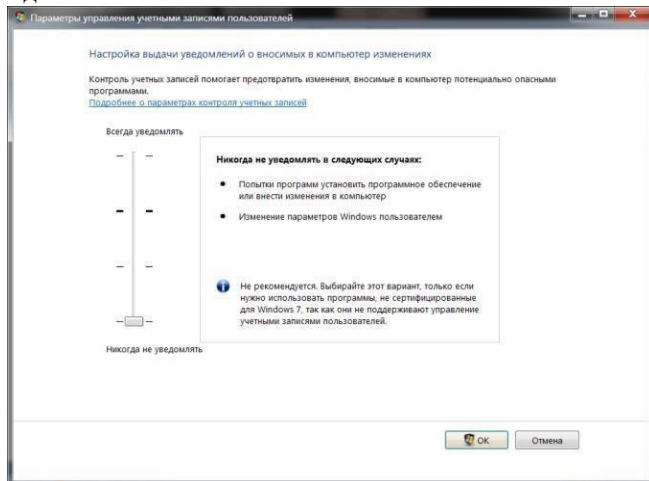 Параметры управления учетными записями пользователей
Настройка выдачи уведомлений о вносимых в компьютер изменениях
Контроль учетных записей помогает предотвратить изменения, вносимые в компьютер потенциально опасными
программами.
Подробнее о параметрах контроля учетных записей
Всегда уведомлять
Никогда не уведомлять в следующих случаях:
Попытки программ установить программное обеспечение
или внести изменения в компьютер
Изменение параметров Windows пользователем
Не рекомендуется. Выбирайте этот вариант, только если
нужно использовать программы, не сертифицированные
для Windows 7, так как они не поддерживают управление
учетными записями пользователей.
Никогда не уведомлять
OK
Отмена